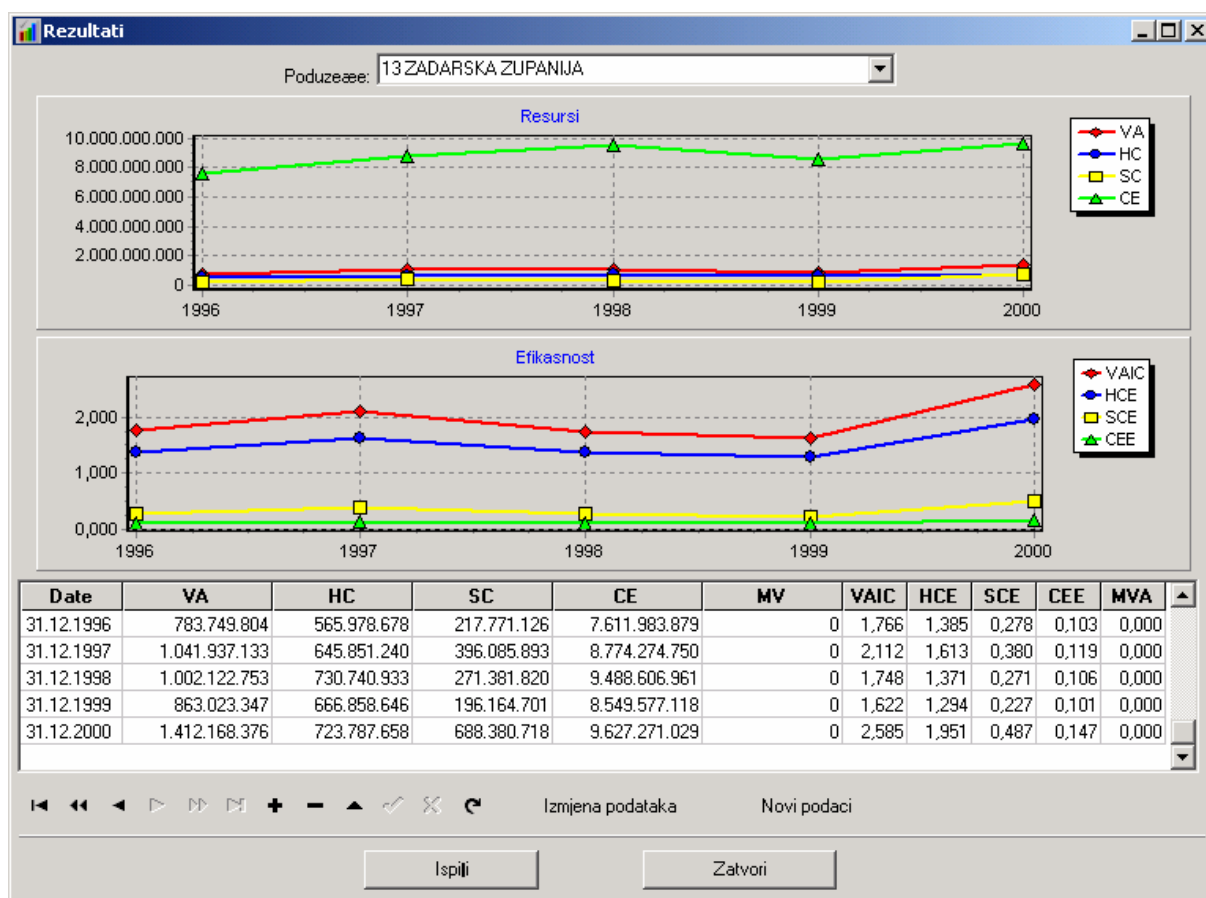 Rezultati
Poduzeæe: 13 ZADARSKA ZUPANIJA
Resursi
10.000.000.000
8.000.000.000
6.000.000.000
4.000.000.000
2.000.000.000
0
1996 1997 1998 1999 2000
VA
HC
SC
CE
Efikasnost
2,000
1,000
0,000
1996 1997 1998 1999 2000
VAIC
HCE
SCE
CEE
Date VA HC SC CE MV VAIC HCE SCE CEE MVA
31.12.1996 783.749.804 565.978.678 217.771.126 7.611.983.879 0 1,766 1,385 0,278 0,103 0,000
31.12.1997 1.041.937.133 645.851.240 396.085.893 8.774.274.750 0 2,112 1,613 0,380 0,119 0,000
31.12.1998 1.002.122.753 730.740.933 271.381.820 9.488.606.961 0 1,748 1,371 0,271 0,106 0,000
31.12.1999 863.023.347 666.858.646 196.164.701 8.549.577.118 0 1,622 1,294 0,227 0,101 0,000
31.12.2000 1.412.168.376 723.787.658 688.380.718 9.627.271.029 0 2,585 1,951 0,487 0,147 0,000
Izmjena podataka Novi podaci
Ispiļi Zatvori